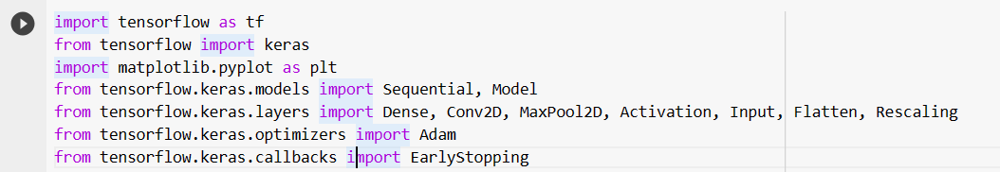 import tensorflow as tf
from tensorflow import keras
import matplotlib.pyplot as plt
from tensorflow.keras.models import Sequential, Model
from tensorflow.keras.layers import Dense, Conv2D, MaxPool2D, Activation, Input, Flatten, Rescaling
from tensorflow.keras.optimizers import Adam
from tensorflow.keras.callbacks import EarlyStopping